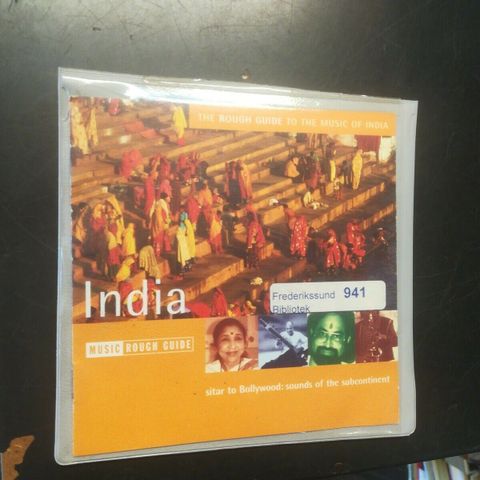 THE ROUGH GUIDE TO THE MUSIC OF INDIA
India
Frederikssund 941
Bibliotek
MUSIC ROUGH GUIDE
sitar to Bollywood: sounds of the subcontinent